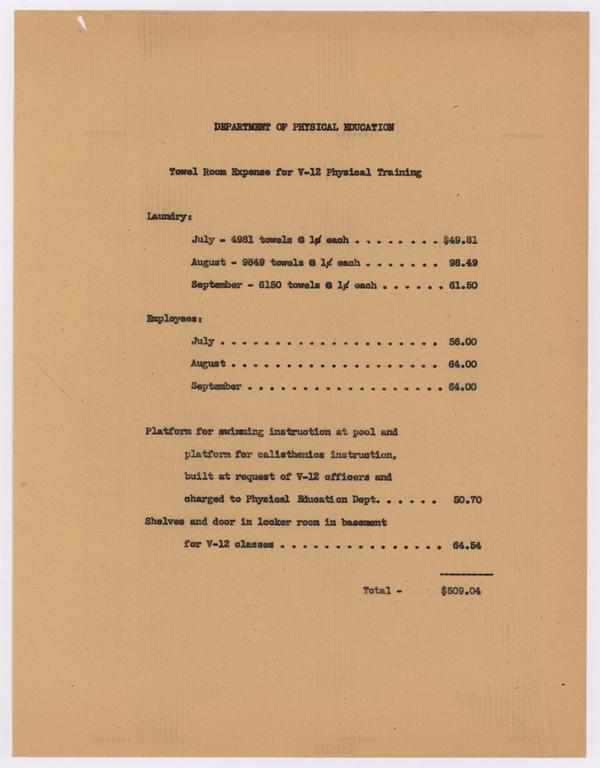 DEPARTMENT OF PHYSICAL EDUCATION
Towel Room Expense for V-12 Physical Training
Laundry:
July - 4981 towels @ 1¢ each . . . . . . . . $49.81
August - 9849 towels @ 1¢ each . . . . . . . 98.49
September - 6150 towels @ 1¢ each . . . . . . 61.50
Employees:
July . . . . . . . . . . . . . . . . . . . . 56.00
August . . . . . . . . . . . . . . . . . . . 64.00
September . . . . . . . . . . . . . . . . . . 64.00
Platform for swimming instruction at pool and
platform for calisthenics instruction,
built at request of V-12 officers and
charged to Physical Education Dept. . . . . . 50.70
Shelves and door in locker room in basement
for V-12 classes . . . . . . . . . . . . . . . 64.54
Total - $509.04